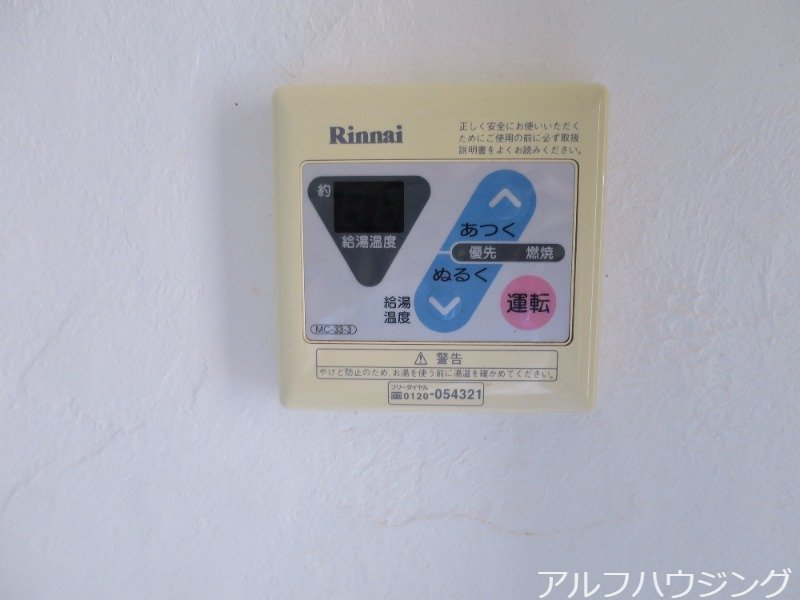 Rinnai
正しく安全にお使いいただく
ためにご使用の前に必ず取扱
説明書をよくお読みください。
約
給湯温度
あつく
優先 燃焼
ぬるく
給湯
温度
運転
MC-33-3
警告
やけど防止のため、お湯を使う前に湯温を確かめてください。
フリーダイヤル
0120-054321
アルフハウジング